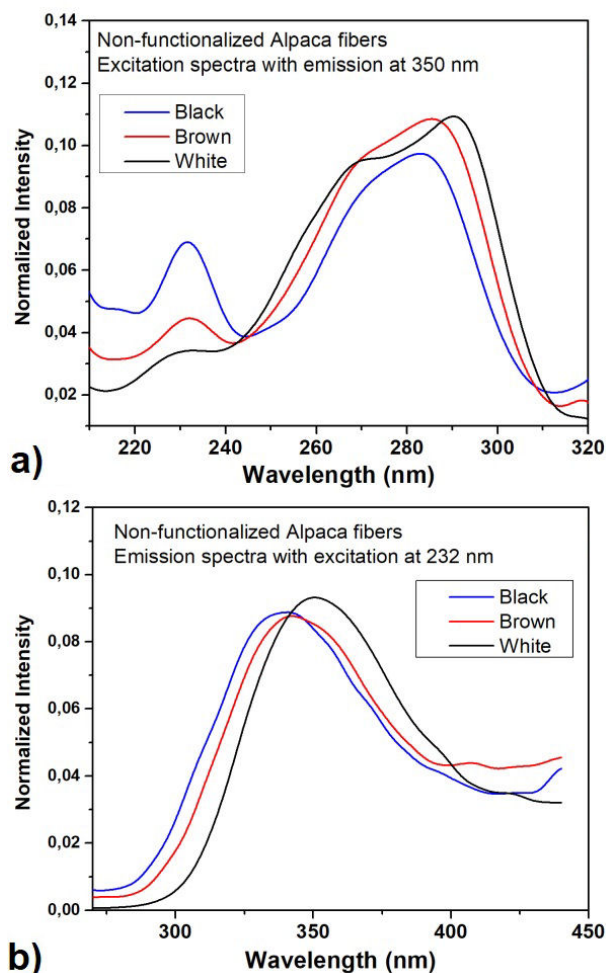 0,14
Non-functionalized Alpaca fibers
Excitation spectra with emission at 350 nm
0,12
Black
Brown
White
0,10
0,08
0,06
0,04
0,02
Normalized Intensity
220 240 260 280 300 320
Wavelength (nm)
a)
0,12
Non-functionalized Alpaca fibers
Emission spectra with excitation at 232 nm
0,10
Black
Brown
White
0,08
0,06
0,04
0,02
0,00
Normalized Intensity
300 350 400 450
Wavelength (nm)
b)